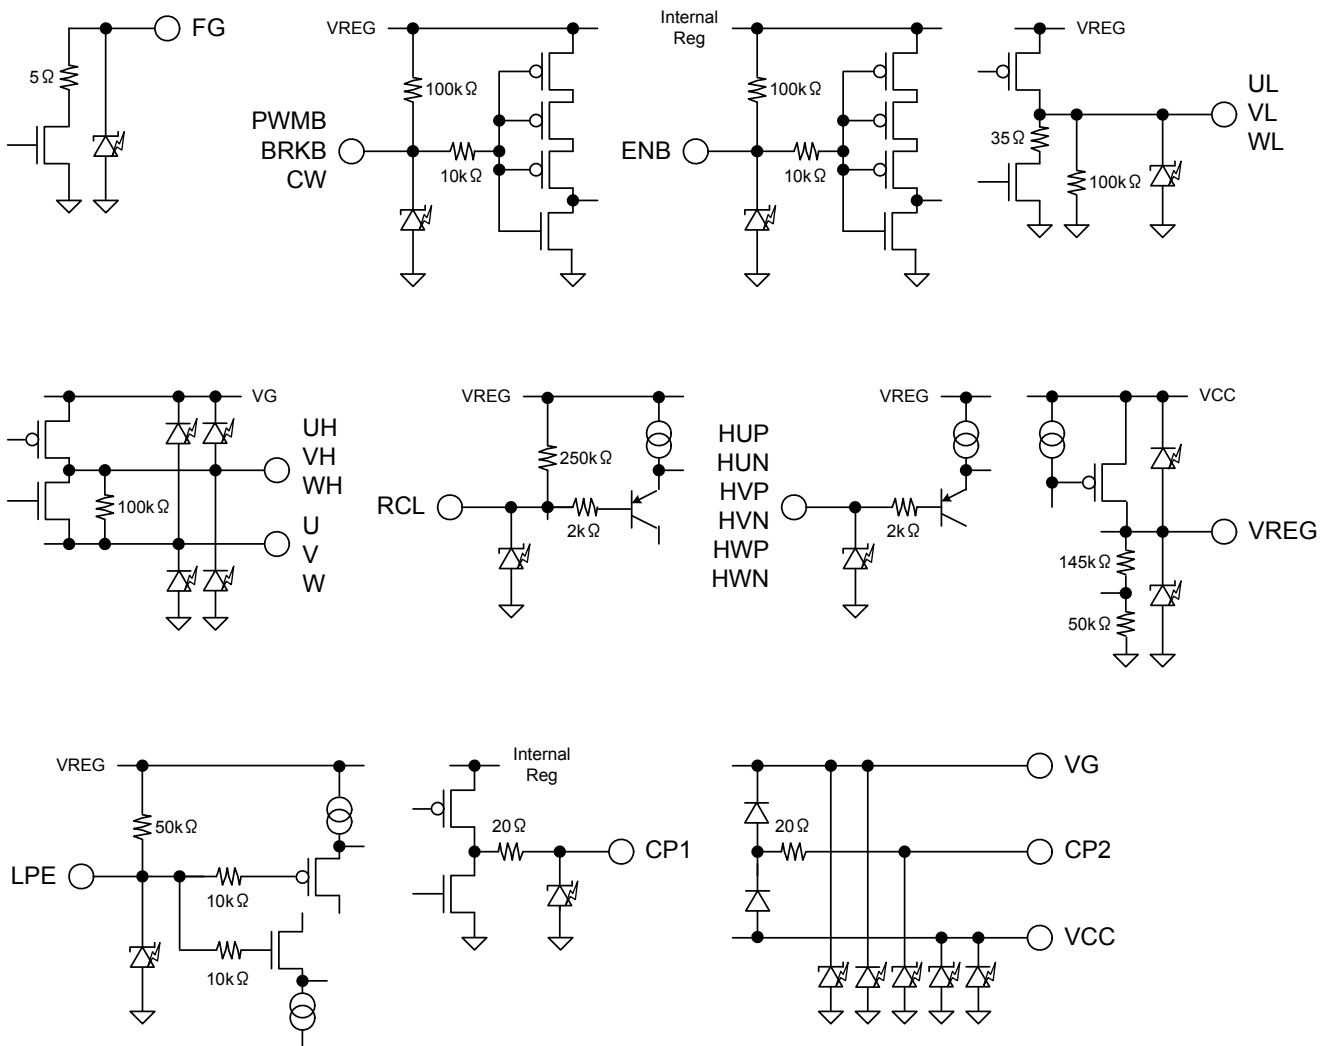 FG
5Ω
VREG
100kΩ
PWMB
BRKB
CW
10kΩ
Internal
Reg
100kΩ
ENB
10kΩ
VREG
UL
VL
WL
35Ω
100kΩ
VG
UH
VH
WH
100kΩ
U
V
W
VREG
250kΩ
RCL
2kΩ
VREG
HUP
HUN
HVP
HVN
HWP
HWN
2kΩ
VCC
VREG
145kΩ
50kΩ
VREG
50kΩ
LPE
10kΩ
10kΩ
Internal
Reg
20Ω
CP1
VG
20Ω
CP2
VCC